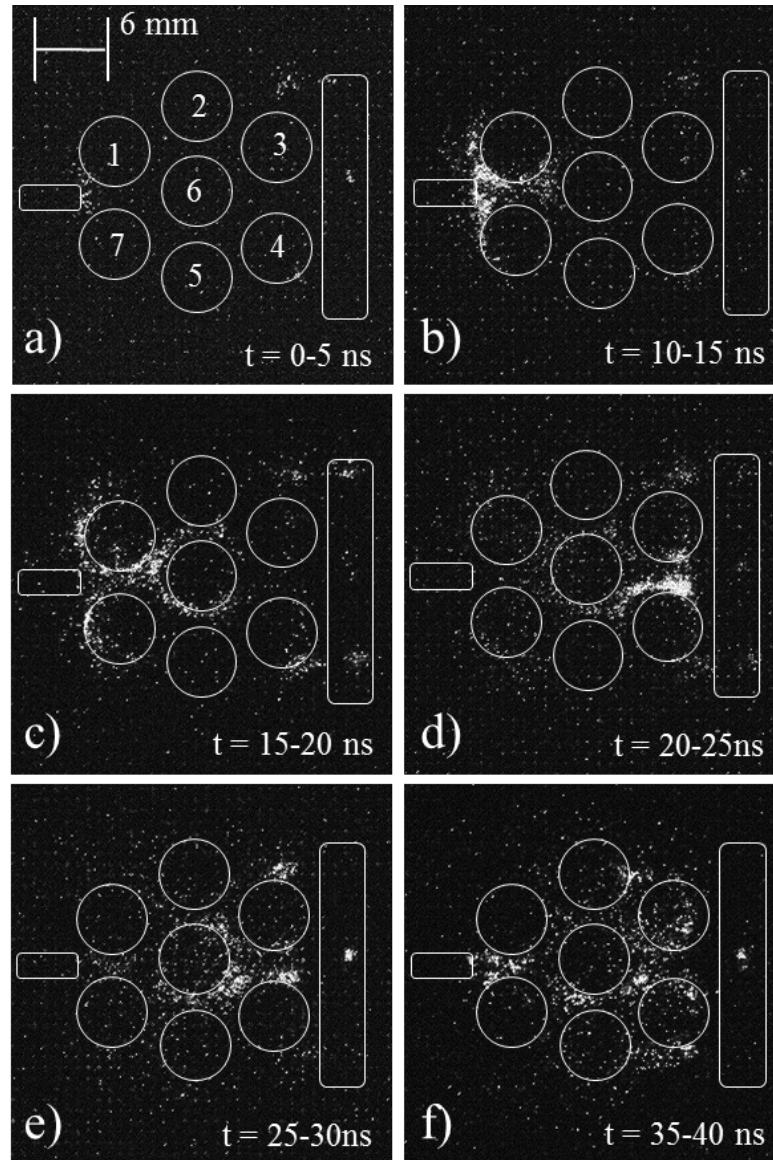 6 mm
1
2
3
6
7
5
4
a)
t = 0-5 ns
b)
t = 10-15 ns
c)
t = 15-20 ns
d)
t = 20-25ns
e)
t = 25-30ns
f)
t = 35-40 ns